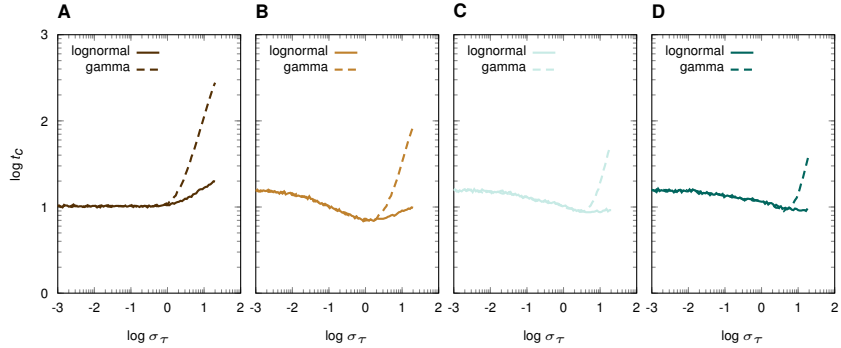 A B C D
lognormal lognormal lognormal lognormal
gamma gamma gamma gamma
log t_C
3
2
1
0
-3 -2 -1 0 1 2 -3 -2 -1 0 1 2 -3 -2 -1 0 1 2 -3 -2 -1 0 1 2
log σ_τ log σ_τ log σ_τ log σ_τ